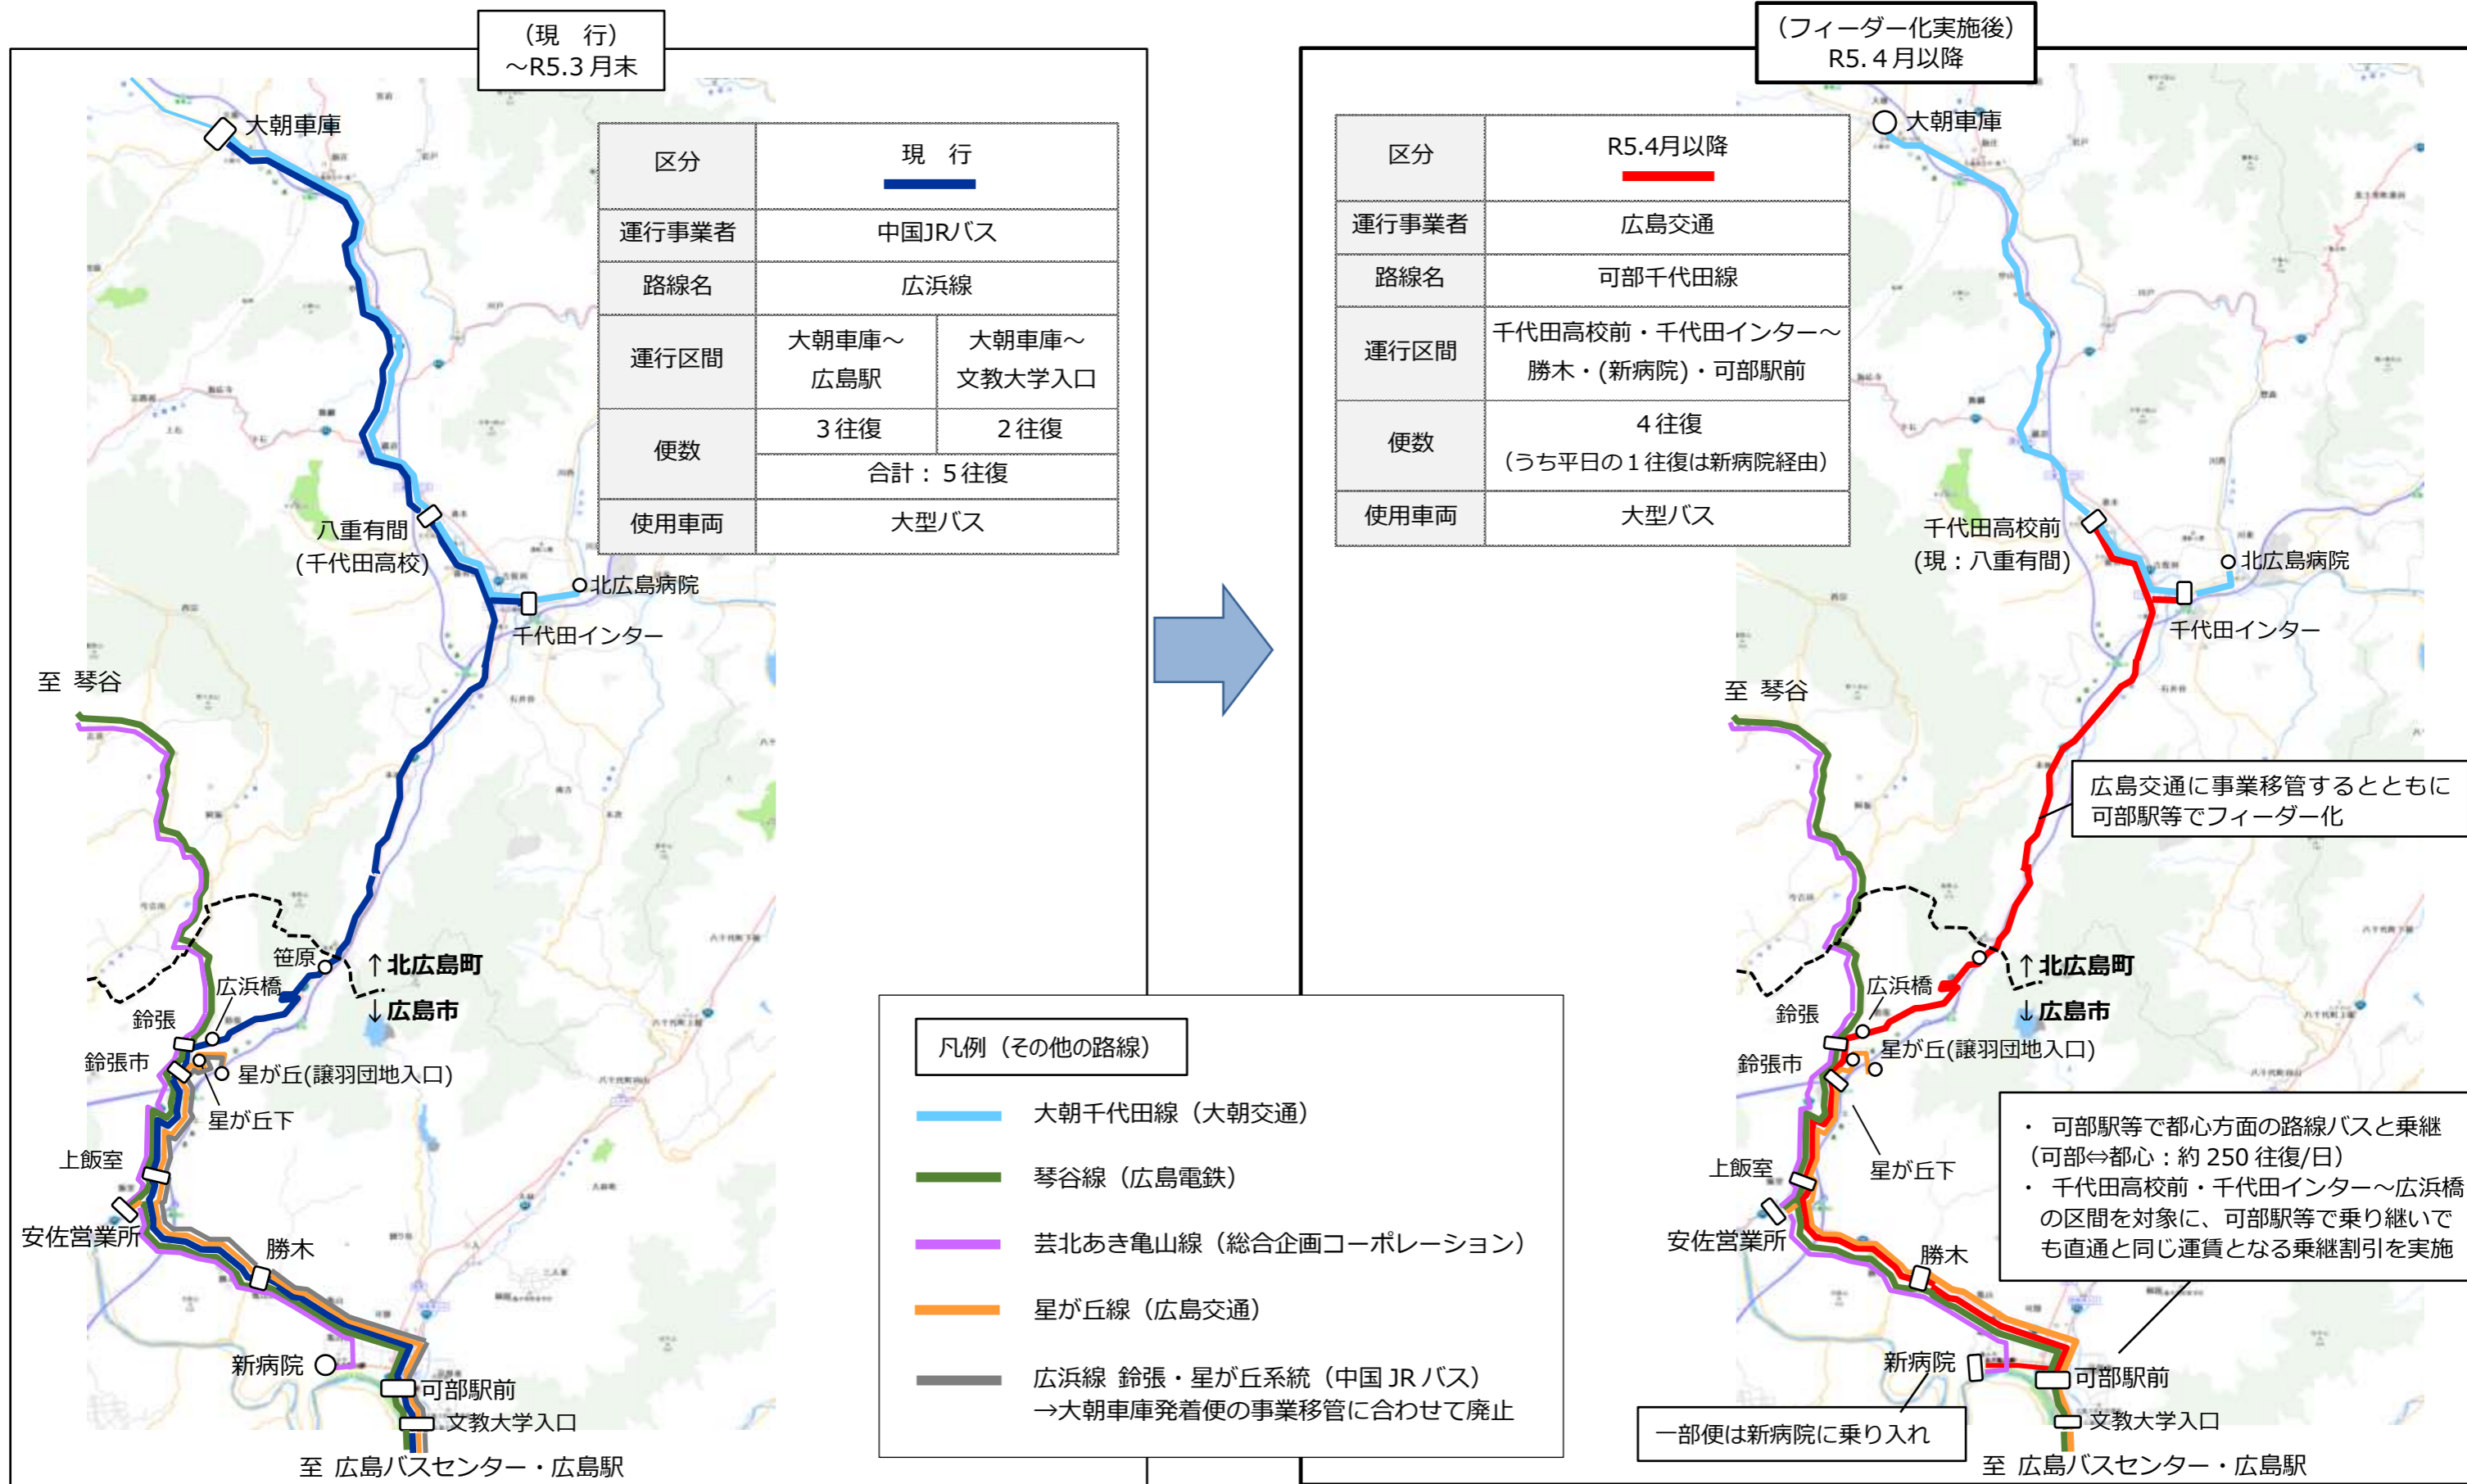 （現　行）
～R5.3月末
大朝車庫
区分
現　行
運行事業者
中国JRバス
路線名
広浜線
運行区間
大朝車庫～
広島駅
大朝車庫～
文教大学入口
便数
３往復
２往復
合計：５往復
使用車両
大型バス
八重有間
(千代田高校)
北広島病院
千代田インター
至 琴谷
笹原
↑北広島町
↓広島市
広浜橋
鈴張
鈴張市
星が丘(譲羽団地入口)
星が丘下
上飯室
安佐営業所
勝木
新病院
可部駅前
文教大学入口
至 広島バスセンター・広島駅
凡例（その他の路線）
大朝千代田線（大朝交通）
琴谷線（広島電鉄）
芸北あき亀山線（総合企画コーポレーション）
星が丘線（広島交通）
広浜線 鈴張・星が丘系統（中国JRバス）
→大朝車庫発着便の事業移管に合わせて廃止
（フィーダー化実施後）
R5.４月以降
区分
R5.4月以降
運行事業者
広島交通
路線名
可部千代田線
運行区間
千代田高校前・千代田インター～
勝木・(新病院)・可部駅前
便数
４往復
（うち平日の１往復は新病院経由）
使用車両
大型バス
大朝車庫
千代田高校前
(現：八重有間)
北広島病院
千代田インター
至 琴谷
広島交通に事業移管するとともに
可部駅等でフィーダー化
↑北広島町
↓広島市
広浜橋
鈴張
鈴張市
星が丘(譲羽団地入口)
星が丘下
上飯室
安佐営業所
勝木
・ 可部駅等で都心方面の路線バスと乗継
（可部⇔都心：約250往復/日）
・ 千代田高校前・千代田インター～広浜橋
の区間を対象に、可部駅等で乗り継いで
も直通と同じ運賃となる乗継割引を実施
新病院
可部駅前
文教大学入口
一部便は新病院に乗り入れ
至 広島バスセンター・広島駅